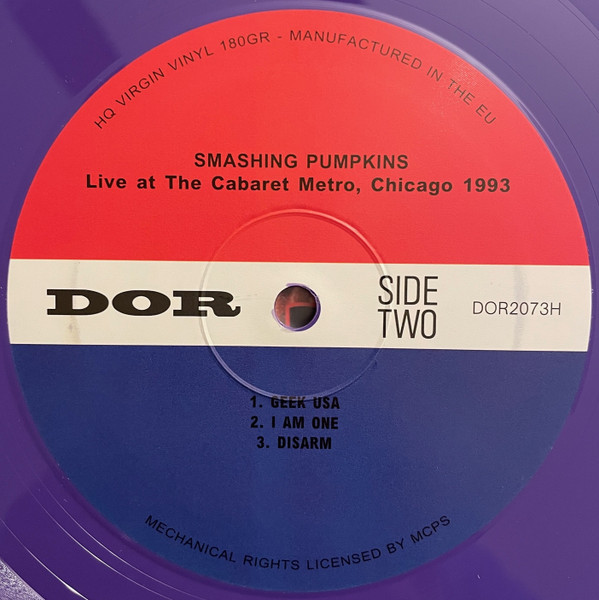 HQ VIRGIN VINYL 180GR - MANUFACTURED IN THE EU
SMASHING PUMPKINS
Live at The Cabaret Metro, Chicago 1993
DOR
SIDE
TWO
DOR2073H
1. GEEK USA
2. I AM ONE
3. DISARM
MECHANICAL RIGHTS LICENSED BY MCPS